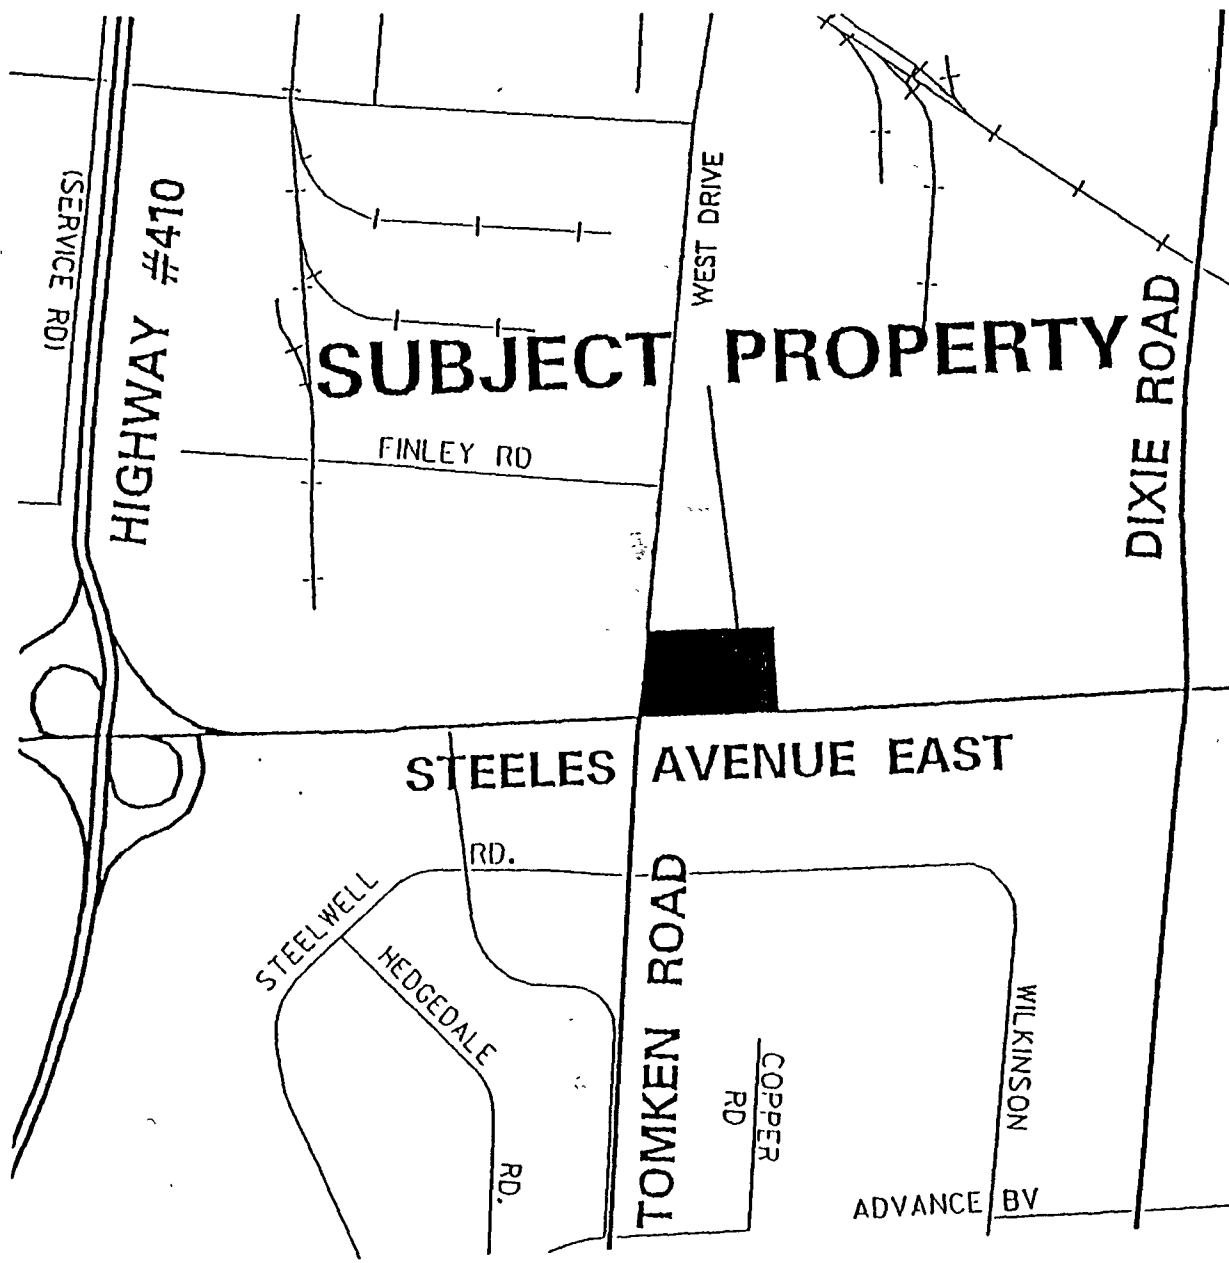 (SERVICE RD)
HIGHWAY #410
WEST DRIVE
SUBJECT PROPERTY
DIXIE ROAD
FINLEY RD
STEELES AVENUE EAST
RD.
STEELWELL
HEDGEDALE
RD.
TOMKEN ROAD
COPPER
RD
WILKINSON
ADVANCE BV